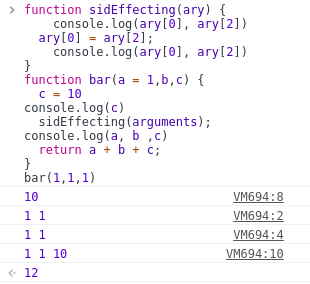 > function sidEffecting(ary) {
    console.log(ary[0], ary[2])
  ary[0] = ary[2];
    console.log(ary[0], ary[2])
}
function bar(a = 1,b,c) {
  c = 10
console.log(c)
  sidEffecting(arguments);
console.log(a, b ,c)
  return a + b + c;
}
bar(1,1,1)
10 VM694:8
1 1 VM694:2
1 1 VM694:4
1 1 10 VM694:10
12